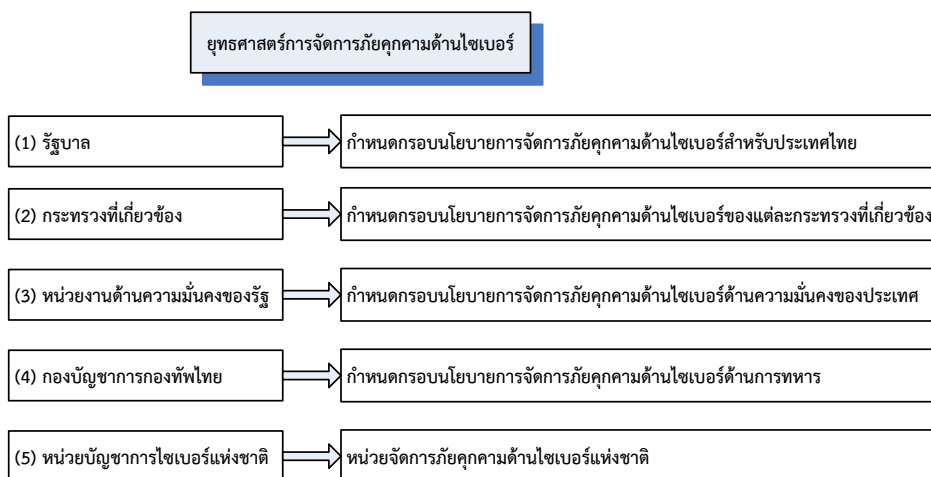 ยุทธศาสตร์การจัดการภัยคุกคามด้านไซเบอร์
(1) รัฐบาล
กำหนดกรอบนโยบายการจัดการภัยคุกคามด้านไซเบอร์สำหรับประเทศไทย
(2) กระทรวงที่เกี่ยวข้อง
กำหนดกรอบนโยบายการจัดการภัยคุกคามด้านไซเบอร์ของแต่ละกระทรวงที่เกี่ยวข้อง
(3) หน่วยงานด้านความมั่นคงของรัฐ
กำหนดกรอบนโยบายการจัดการภัยคุกคามด้านไซเบอร์ด้านความมั่นคงของประเทศ
(4) กองบัญชาการกองทัพไทย
กำหนดกรอบนโยบายการจัดการภัยคุกคามด้านไซเบอร์ด้านการทหาร
(5) หน่วยบัญชาการไซเบอร์แห่งชาติ
หน่วยจัดการภัยคุกคามด้านไซเบอร์แห่งชาติ